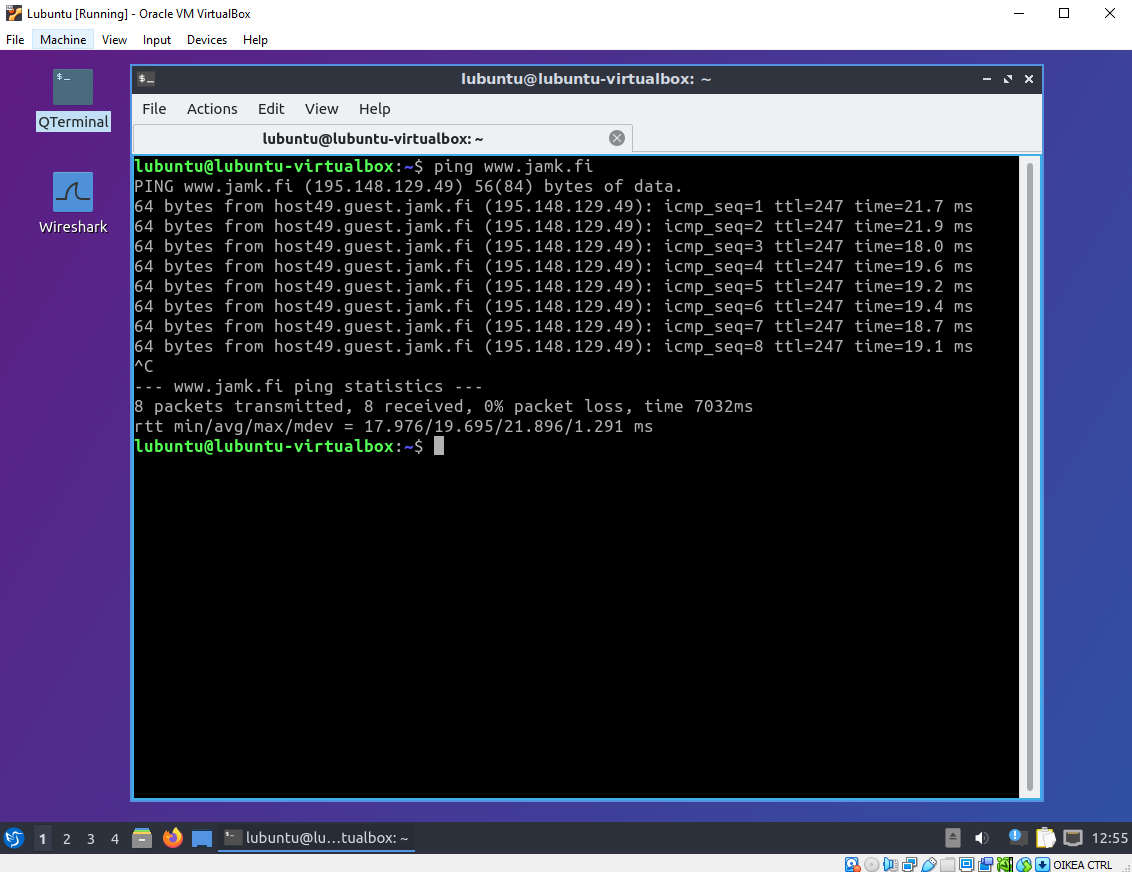 Lubuntu [Running] - Oracle VM VirtualBox
File Machine View Input Devices Help
$_
QTerminal
Wireshark
$_ lubuntu@lubuntu-virtualbox: ~
File Actions Edit View Help
lubuntu@lubuntu-virtualbox: ~
lubuntu@lubuntu-virtualbox:~$ ping www.jamk.fi
PING www.jamk.fi (195.148.129.49) 56(84) bytes of data.
64 bytes from host49.guest.jamk.fi (195.148.129.49): icmp_seq=1 ttl=247 time=21.7 ms
64 bytes from host49.guest.jamk.fi (195.148.129.49): icmp_seq=2 ttl=247 time=21.9 ms
64 bytes from host49.guest.jamk.fi (195.148.129.49): icmp_seq=3 ttl=247 time=18.0 ms
64 bytes from host49.guest.jamk.fi (195.148.129.49): icmp_seq=4 ttl=247 time=19.6 ms
64 bytes from host49.guest.jamk.fi (195.148.129.49): icmp_seq=5 ttl=247 time=19.2 ms
64 bytes from host49.guest.jamk.fi (195.148.129.49): icmp_seq=6 ttl=247 time=19.4 ms
64 bytes from host49.guest.jamk.fi (195.148.129.49): icmp_seq=7 ttl=247 time=18.7 ms
64 bytes from host49.guest.jamk.fi (195.148.129.49): icmp_seq=8 ttl=247 time=19.1 ms
^C
--- www.jamk.fi ping statistics ---
8 packets transmitted, 8 received, 0% packet loss, time 7032ms
rtt min/avg/max/mdev = 17.976/19.695/21.896/1.291 ms
lubuntu@lubuntu-virtualbox:~$
1 2 3 4 $_ lubuntu@lu...tualbox: ~ 12:55
OIKEA CTRL